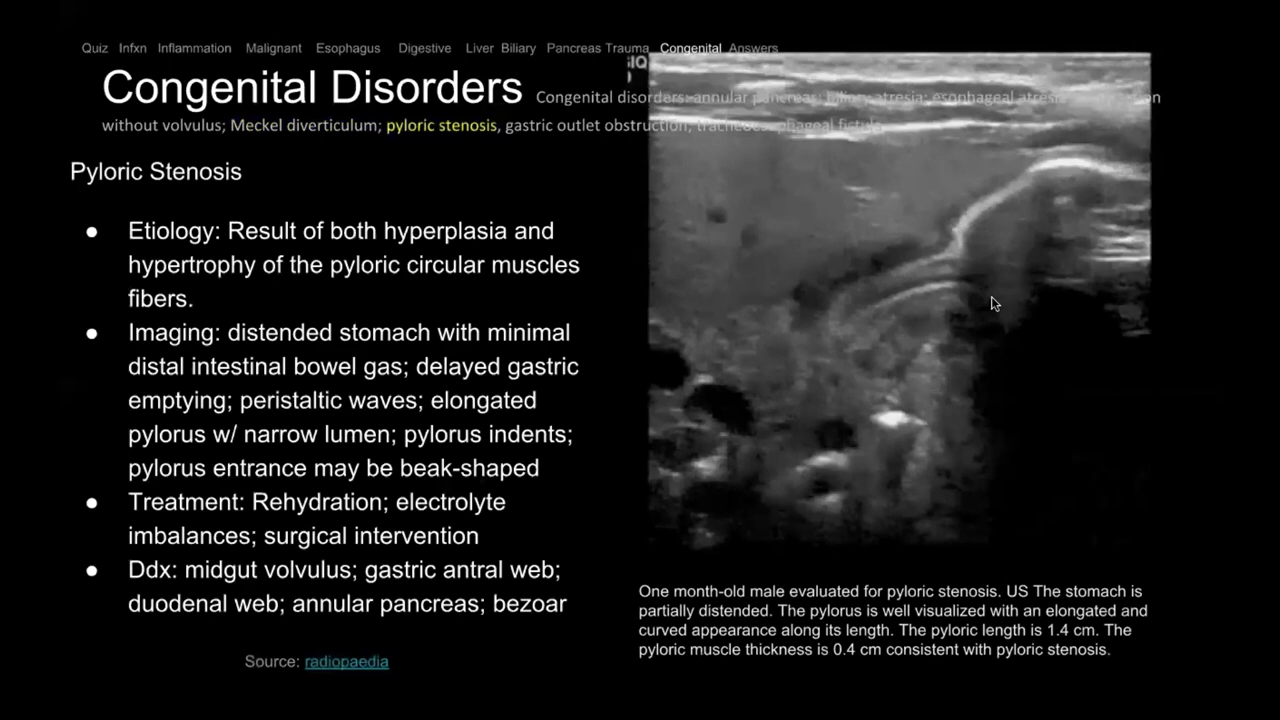 Quiz Infxn Inflammation Malignant Esophagus Digestive Liver Biliary Pancreas Trauma Congenital Answers
Congenital Disorders Congenital disorders: annular pancreas; biliary atresia; esophageal atresia;
without volvulus; Meckel diverticulum; pyloric stenosis, gastric outlet obstruction; tracheoesophageal fistula
Pyloric Stenosis
● Etiology: Result of both hyperplasia and
hypertrophy of the pyloric circular muscles
fibers.
● Imaging: distended stomach with minimal
distal intestinal bowel gas; delayed gastric
emptying; peristaltic waves; elongated
pylorus w/ narrow lumen; pylorus indents;
pylorus entrance may be beak-shaped
● Treatment: Rehydration; electrolyte
imbalances; surgical intervention
● Ddx: midgut volvulus; gastric antral web;
duodenal web; annular pancreas; bezoar
Source: radiopaedia
One month-old male evaluated for pyloric stenosis. US The stomach is
partially distended. The pylorus is well visualized with an elongated and
curved appearance along its length. The pyloric length is 1.4 cm. The
pyloric muscle thickness is 0.4 cm consistent with pyloric stenosis.